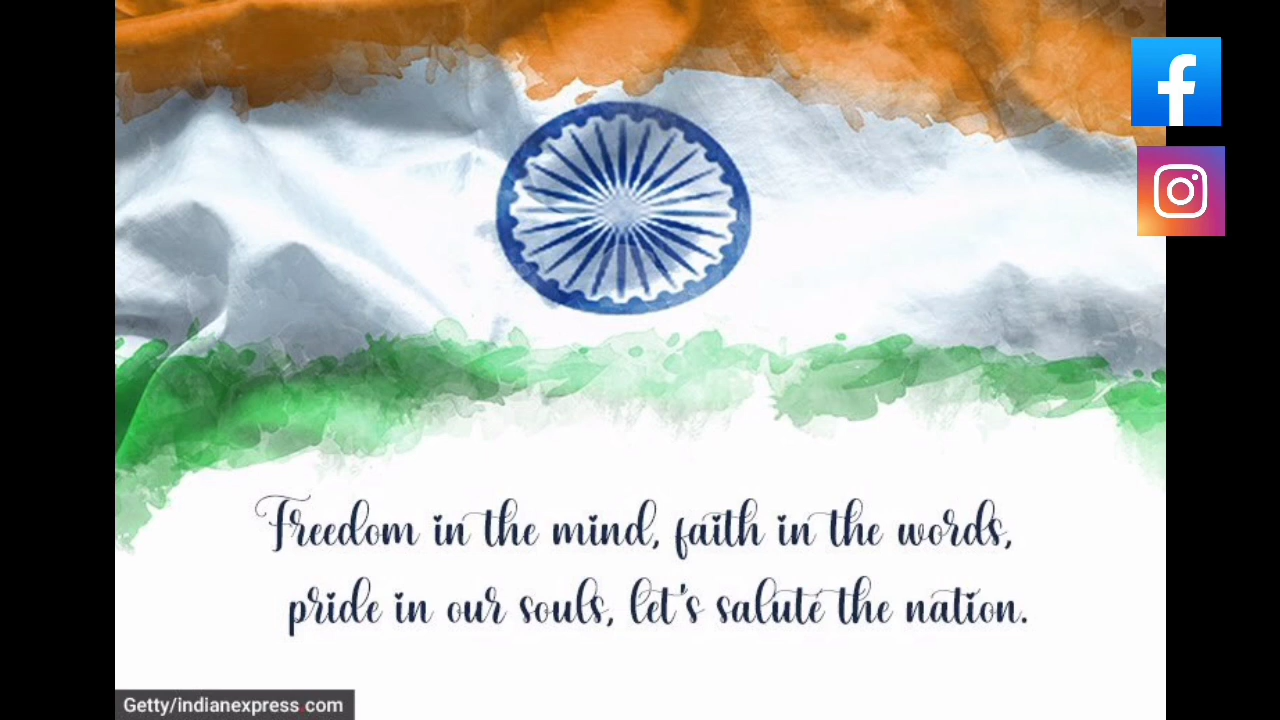 Freedom in the mind, faith in the words,
pride in our souls, let's salute the nation.
Getty/indianexpress.com